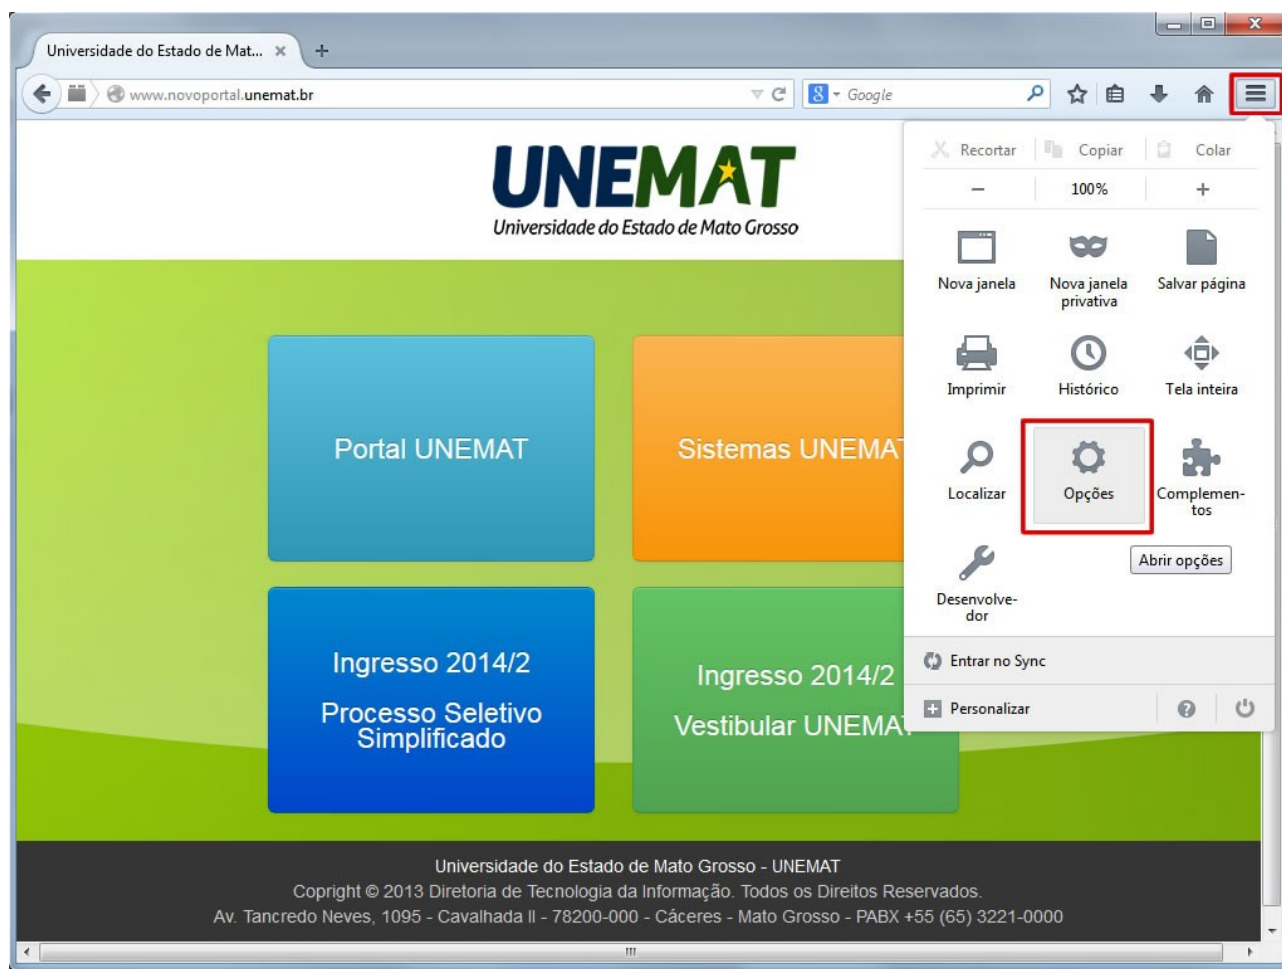 Universidade do Estado de Mat...
www.novoportal.unemat.br
8 Google
UNEMAT
Universidade do Estado de Mato Grosso
Recortar Copiar Colar
− 100% +
Nova janela Nova janela privativa Salvar página
Imprimir Histórico Tela inteira
Localizar Opções Complemen-
tos
Abrir opções
Desenvolve-
dor
Entrar no Sync
Personalizar
Portal UNEMAT
Sistemas UNEMAT
Ingresso 2014/2
Processo Seletivo
Simplificado
Ingresso 2014/2
Vestibular UNEMAT
Universidade do Estado de Mato Grosso - UNEMAT
Copright © 2013 Diretoria de Tecnologia da Informação. Todos os Direitos Reservados.
Av. Tancredo Neves, 1095 - Cavalhada II - 78200-000 - Cáceres - Mato Grosso - PABX +55 (65) 3221-0000